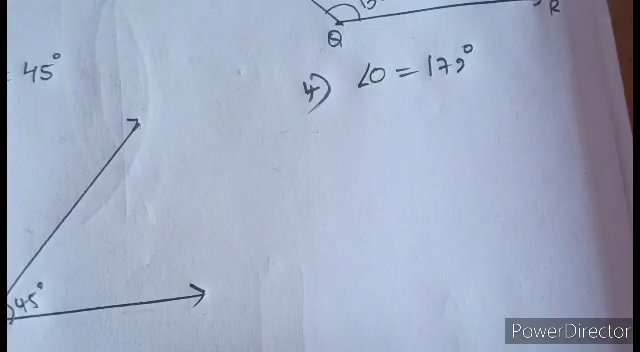 = 45°
Q
R
4) ∠O = 179°
45°
PowerDirector